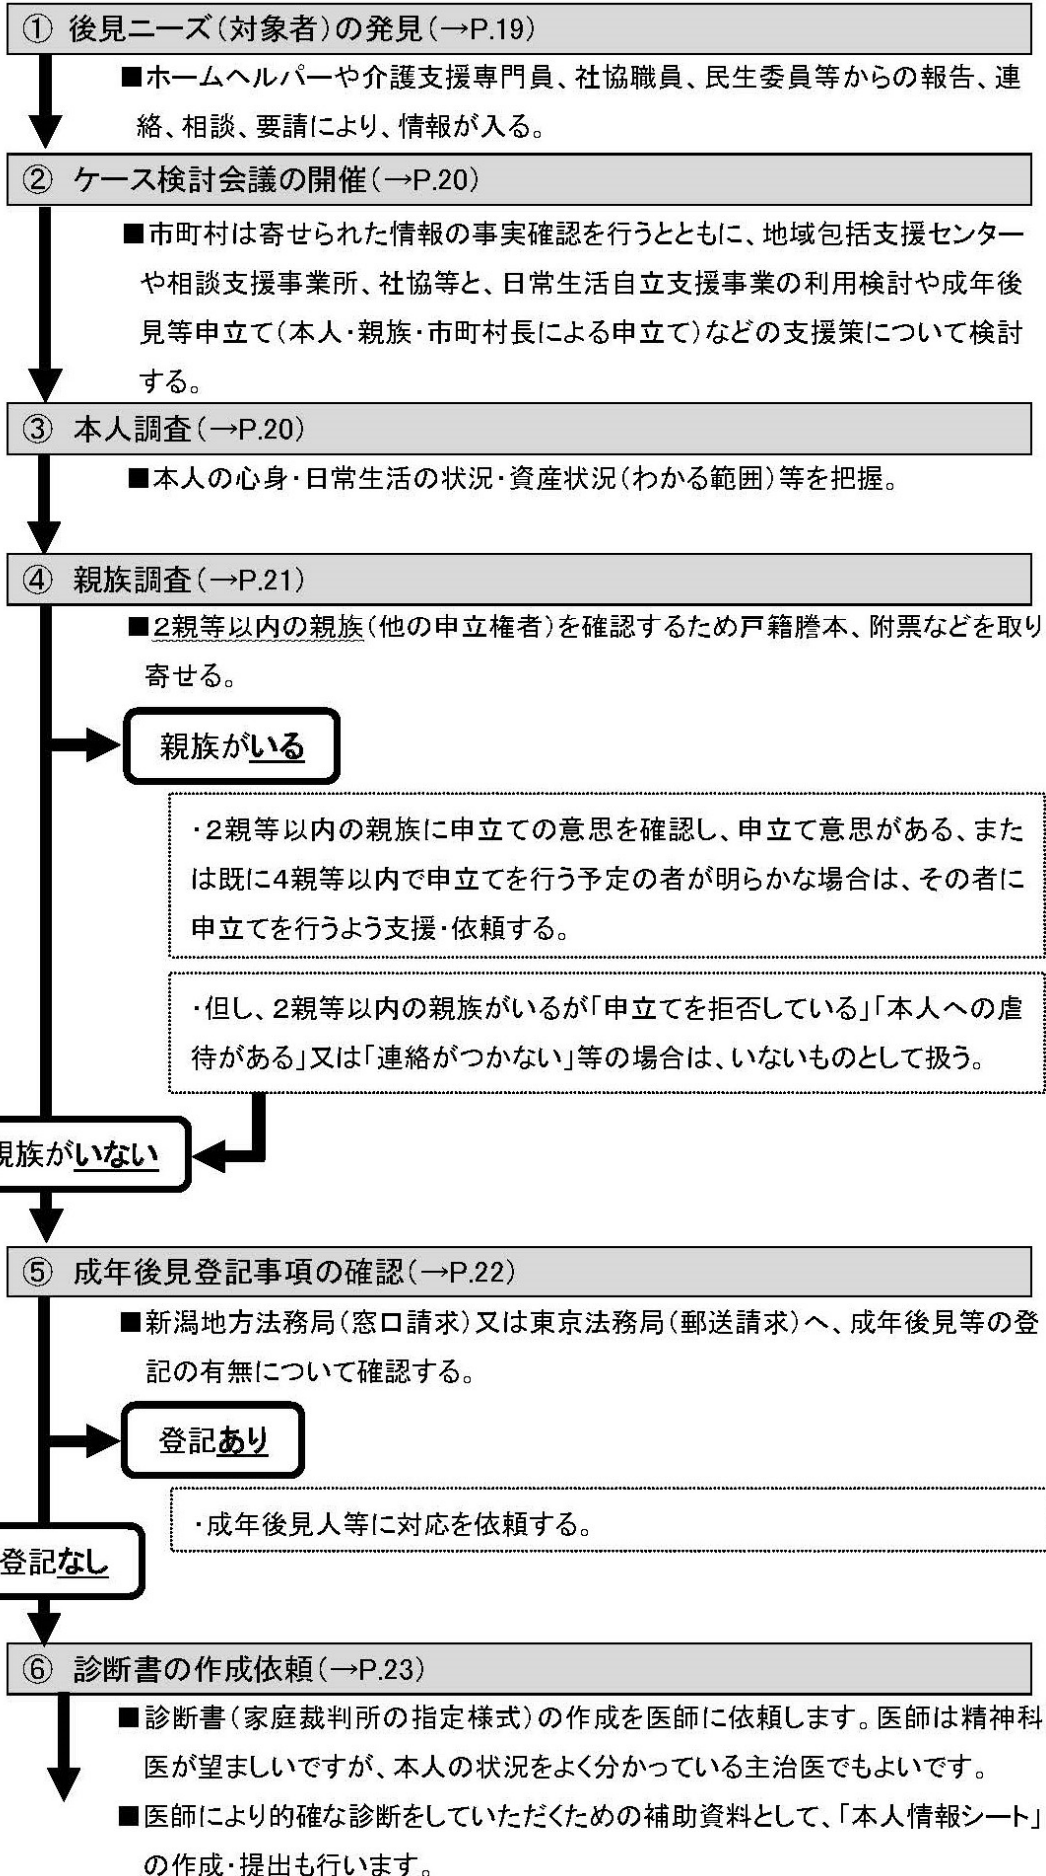 ① 後見ニーズ(対象者)の発見(→P.19)
■ホームヘルパーや介護支援専門員、社協職員、民生委員等からの報告、連
絡、相談、要請により、情報が入る。
② ケース検討会議の開催(→P.20)
■市町村は寄せられた情報の事実確認を行うとともに、地域包括支援センター
や相談支援事業所、社協等と、日常生活自立支援事業の利用検討や成年後
見等申立て(本人・親族・市町村長による申立て)などの支援策について検討
する。
③ 本人調査(→P.20)
■本人の心身・日常生活の状況・資産状況(わかる範囲)等を把握。
④ 親族調査(→P.21)
■2親等以内の親族(他の申立権者)を確認するため戸籍謄本、附票などを取り
寄せる。
親族がいる
・2親等以内の親族に申立ての意思を確認し、申立て意思がある、また
は既に4親等以内で申立てを行う予定の者が明らかな場合は、その者に
申立てを行うよう支援・依頼する。
・但し、2親等以内の親族がいるが「申立てを拒否している」「本人への虐
待がある」又は「連絡がつかない」等の場合は、いないものとして扱う。
親族がいない
⑤ 成年後見登記事項の確認(→P.22)
■新潟地方法務局(窓口請求)又は東京法務局(郵送請求)へ、成年後見等の登
記の有無について確認する。
登記あり
・成年後見人等に対応を依頼する。
登記なし
⑥ 診断書の作成依頼(→P.23)
■診断書(家庭裁判所の指定様式)の作成を医師に依頼します。医師は精神科
医が望ましいですが、本人の状況をよく分かっている主治医でもよいです。
■医師により的確な診断をしていただくための補助資料として、「本人情報シート」
の作成・提出も行います。